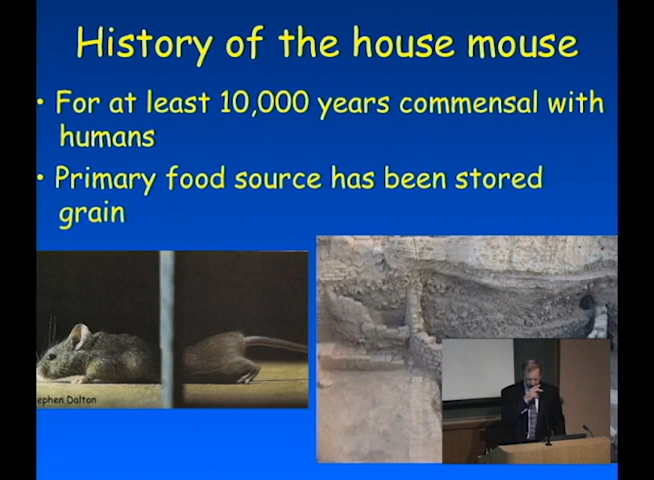 History of the house mouse
• For at least 10,000 years commensal with
humans
• Primary food source has been stored
grain
ephen Dalton